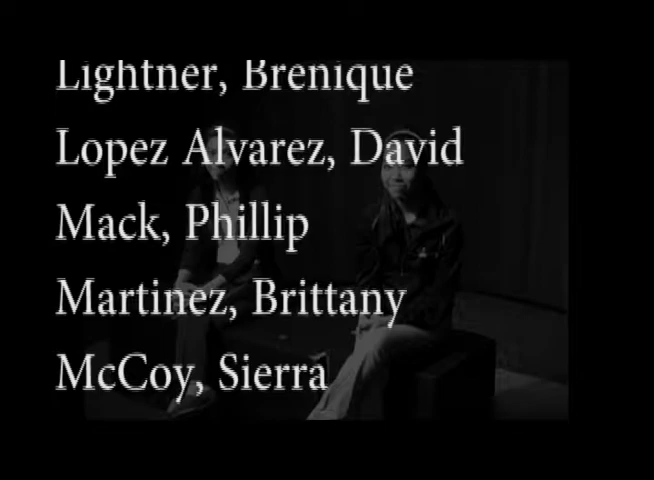 Lightner, Brenique
Lopez Alvarez, David
Mack, Phillip
Martinez, Brittany
McCoy, Sierra